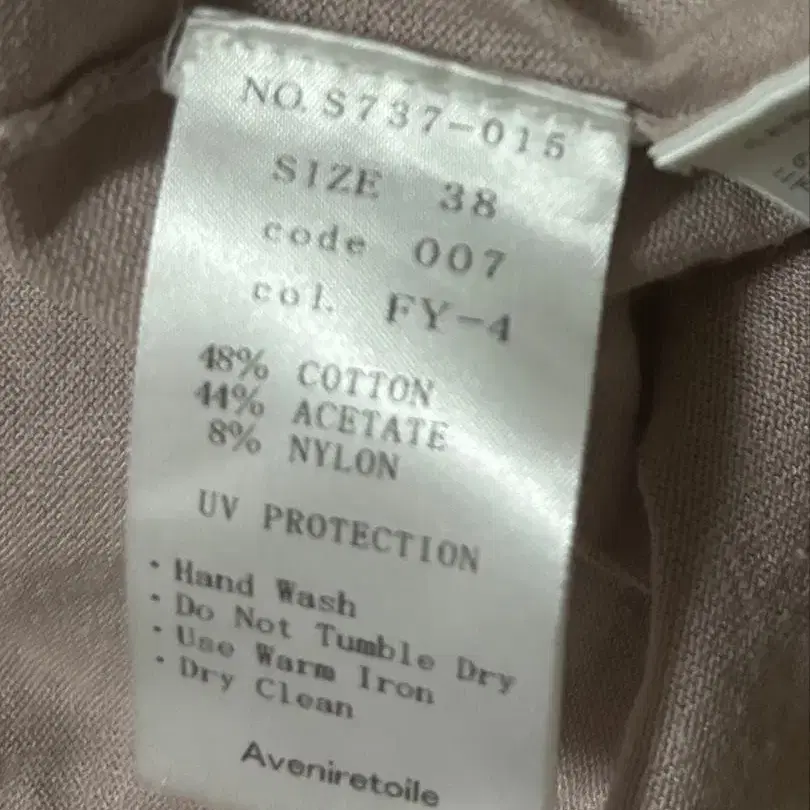 NO. S737-015
SIZE 38
code 007
col. FY-4
48% COTTON
44% ACETATE
8% NYLON
UV PROTECTION
・Hand Wash
・Do Not Tumble Dry
・Use Warm Iron
・Dry Clean
Aveniretoile